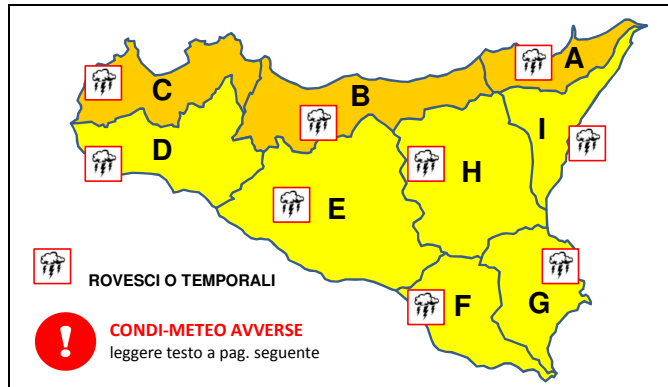 A
C
B
I
D
H
E
F
G
ROVESCI O TEMPORALI
CONDI-METEO AVVERSE
leggere testo a pag. seguente
!